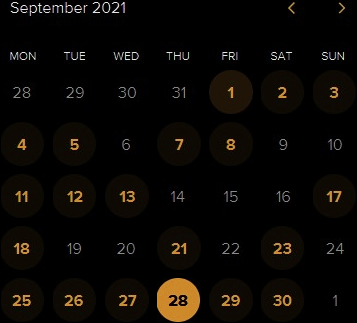 September 2021
MON TUE WED THU FRI SAT SUN
28 29 30 31 1 2 3
4 5 6 7 8 9 10
11 12 13 14 15 16 17
18 19 20 21 22 23 24
25 26 27 28 29 30 1